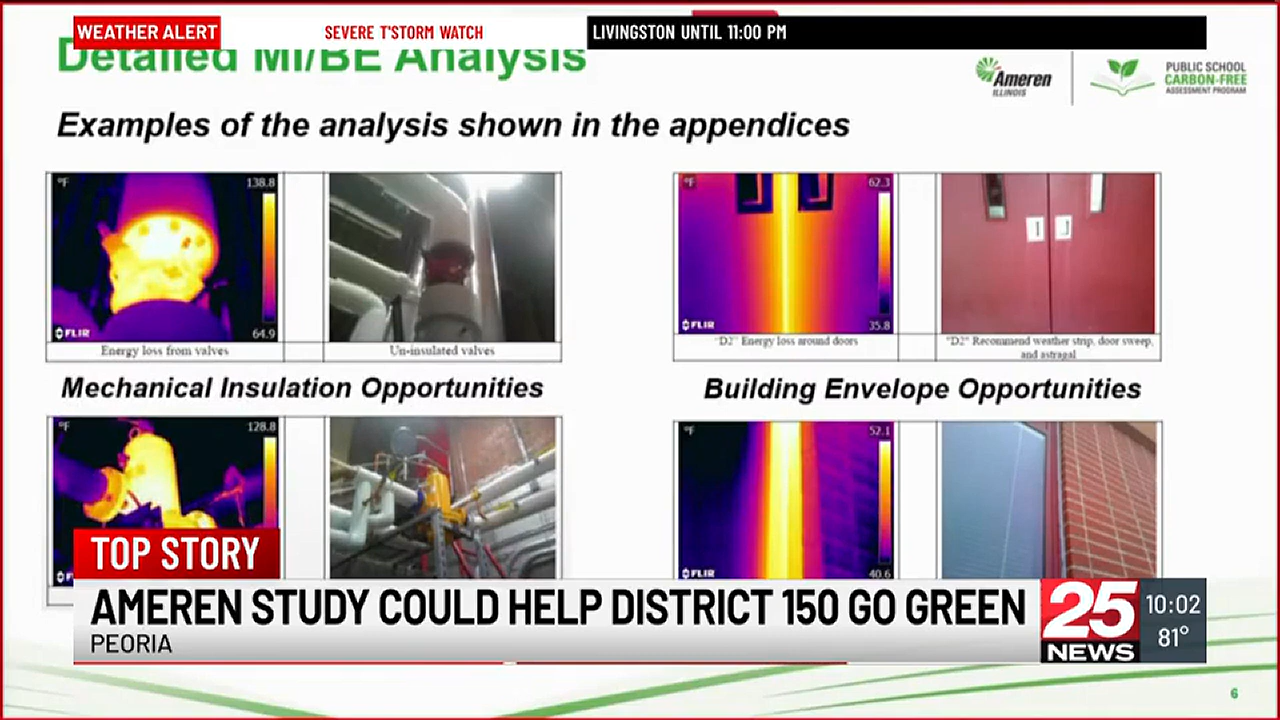 WEATHER ALERT
SEVERE T'STORM WATCH
LIVINGSTON UNTIL 11:00 PM
Detailed MI/BE Analysis
Ameren
ILLINOIS
PUBLIC SCHOOL
CARBON-FREE
ASSESSMENT PROGRAM
Examples of the analysis shown in the appendices
°F
138.8
64.9
FLIR
°F
62.3
35.8
FLIR
I J
Energy loss from valves
Un-insulated valves
"D2" Energy loss around doors
"D2" Recommend weather strip, door sweep,
and astragal
Mechanical Insulation Opportunities
Building Envelope Opportunities
°F
128.8
°F
52.1
40.6
FLIR
TOP STORY
AMEREN STUDY COULD HELP DISTRICT 150 GO GREEN
PEORIA
25
NEWS
10:02
81°
6